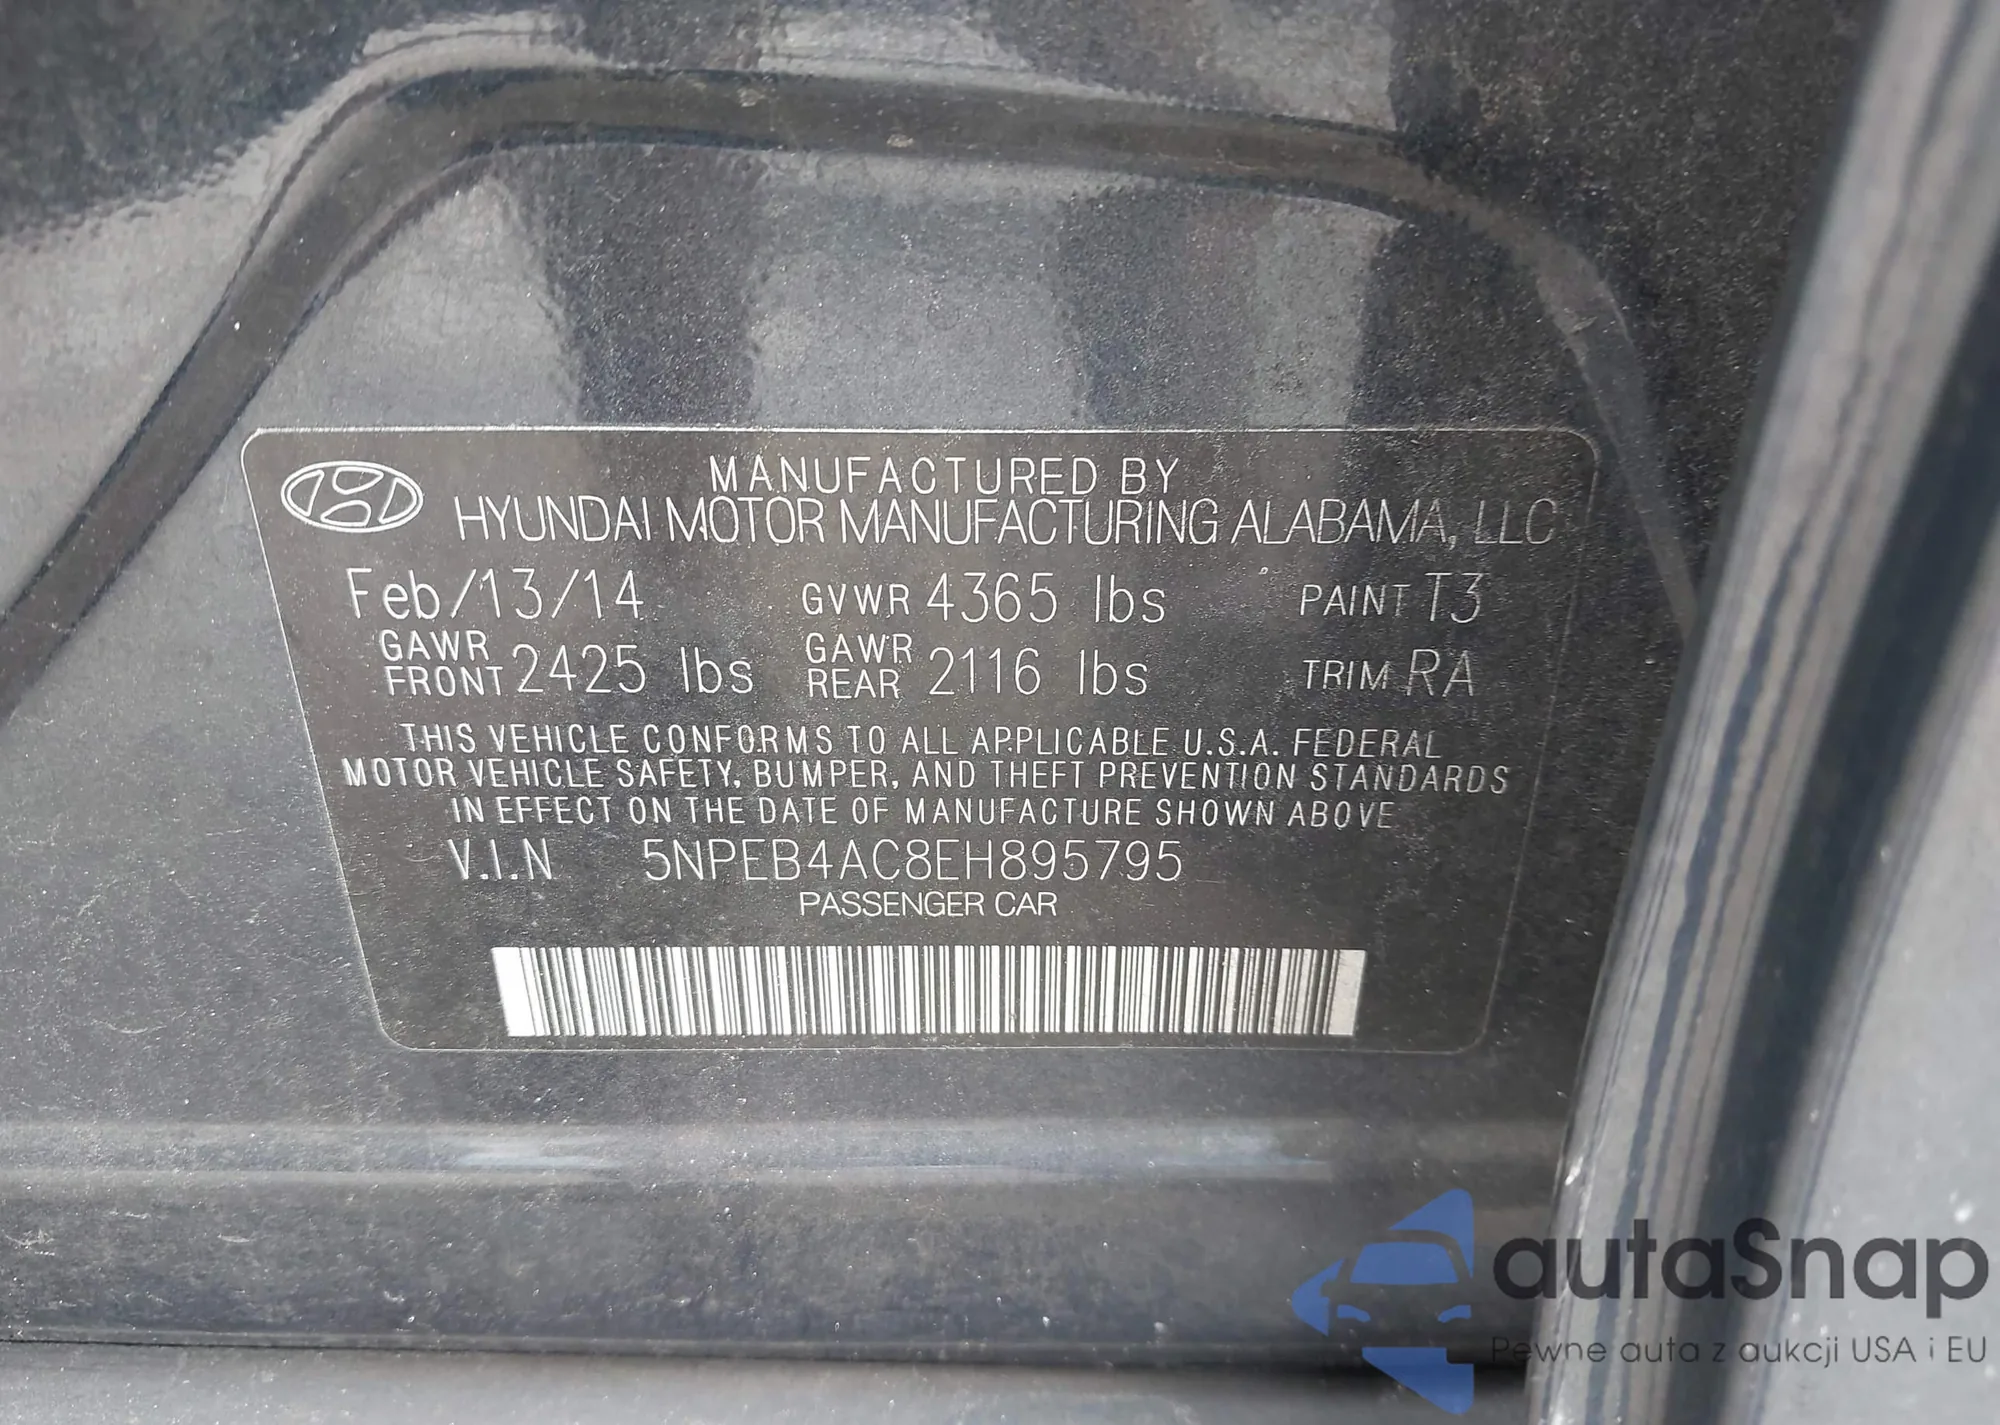 MANUFACTURED BY
HYUNDAI MOTOR MANUFACTURING ALABAMA, LLC
Feb/13/14 GVWR 4365 lbs PAINT T3
GAWR FRONT 2425 lbs GAWR REAR 2116 lbs TRIM RA
THIS VEHICLE CONFORMS TO ALL APPLICABLE U.S.A. FEDERAL
MOTOR VEHICLE SAFETY, BUMPER, AND THEFT PREVENTION STANDARDS
IN EFFECT ON THE DATE OF MANUFACTURE SHOWN ABOVE
V.I.N 5NPEB4AC8EH895795
PASSENGER CAR
autaSnap
Pewne auta z aukcji USA i EU